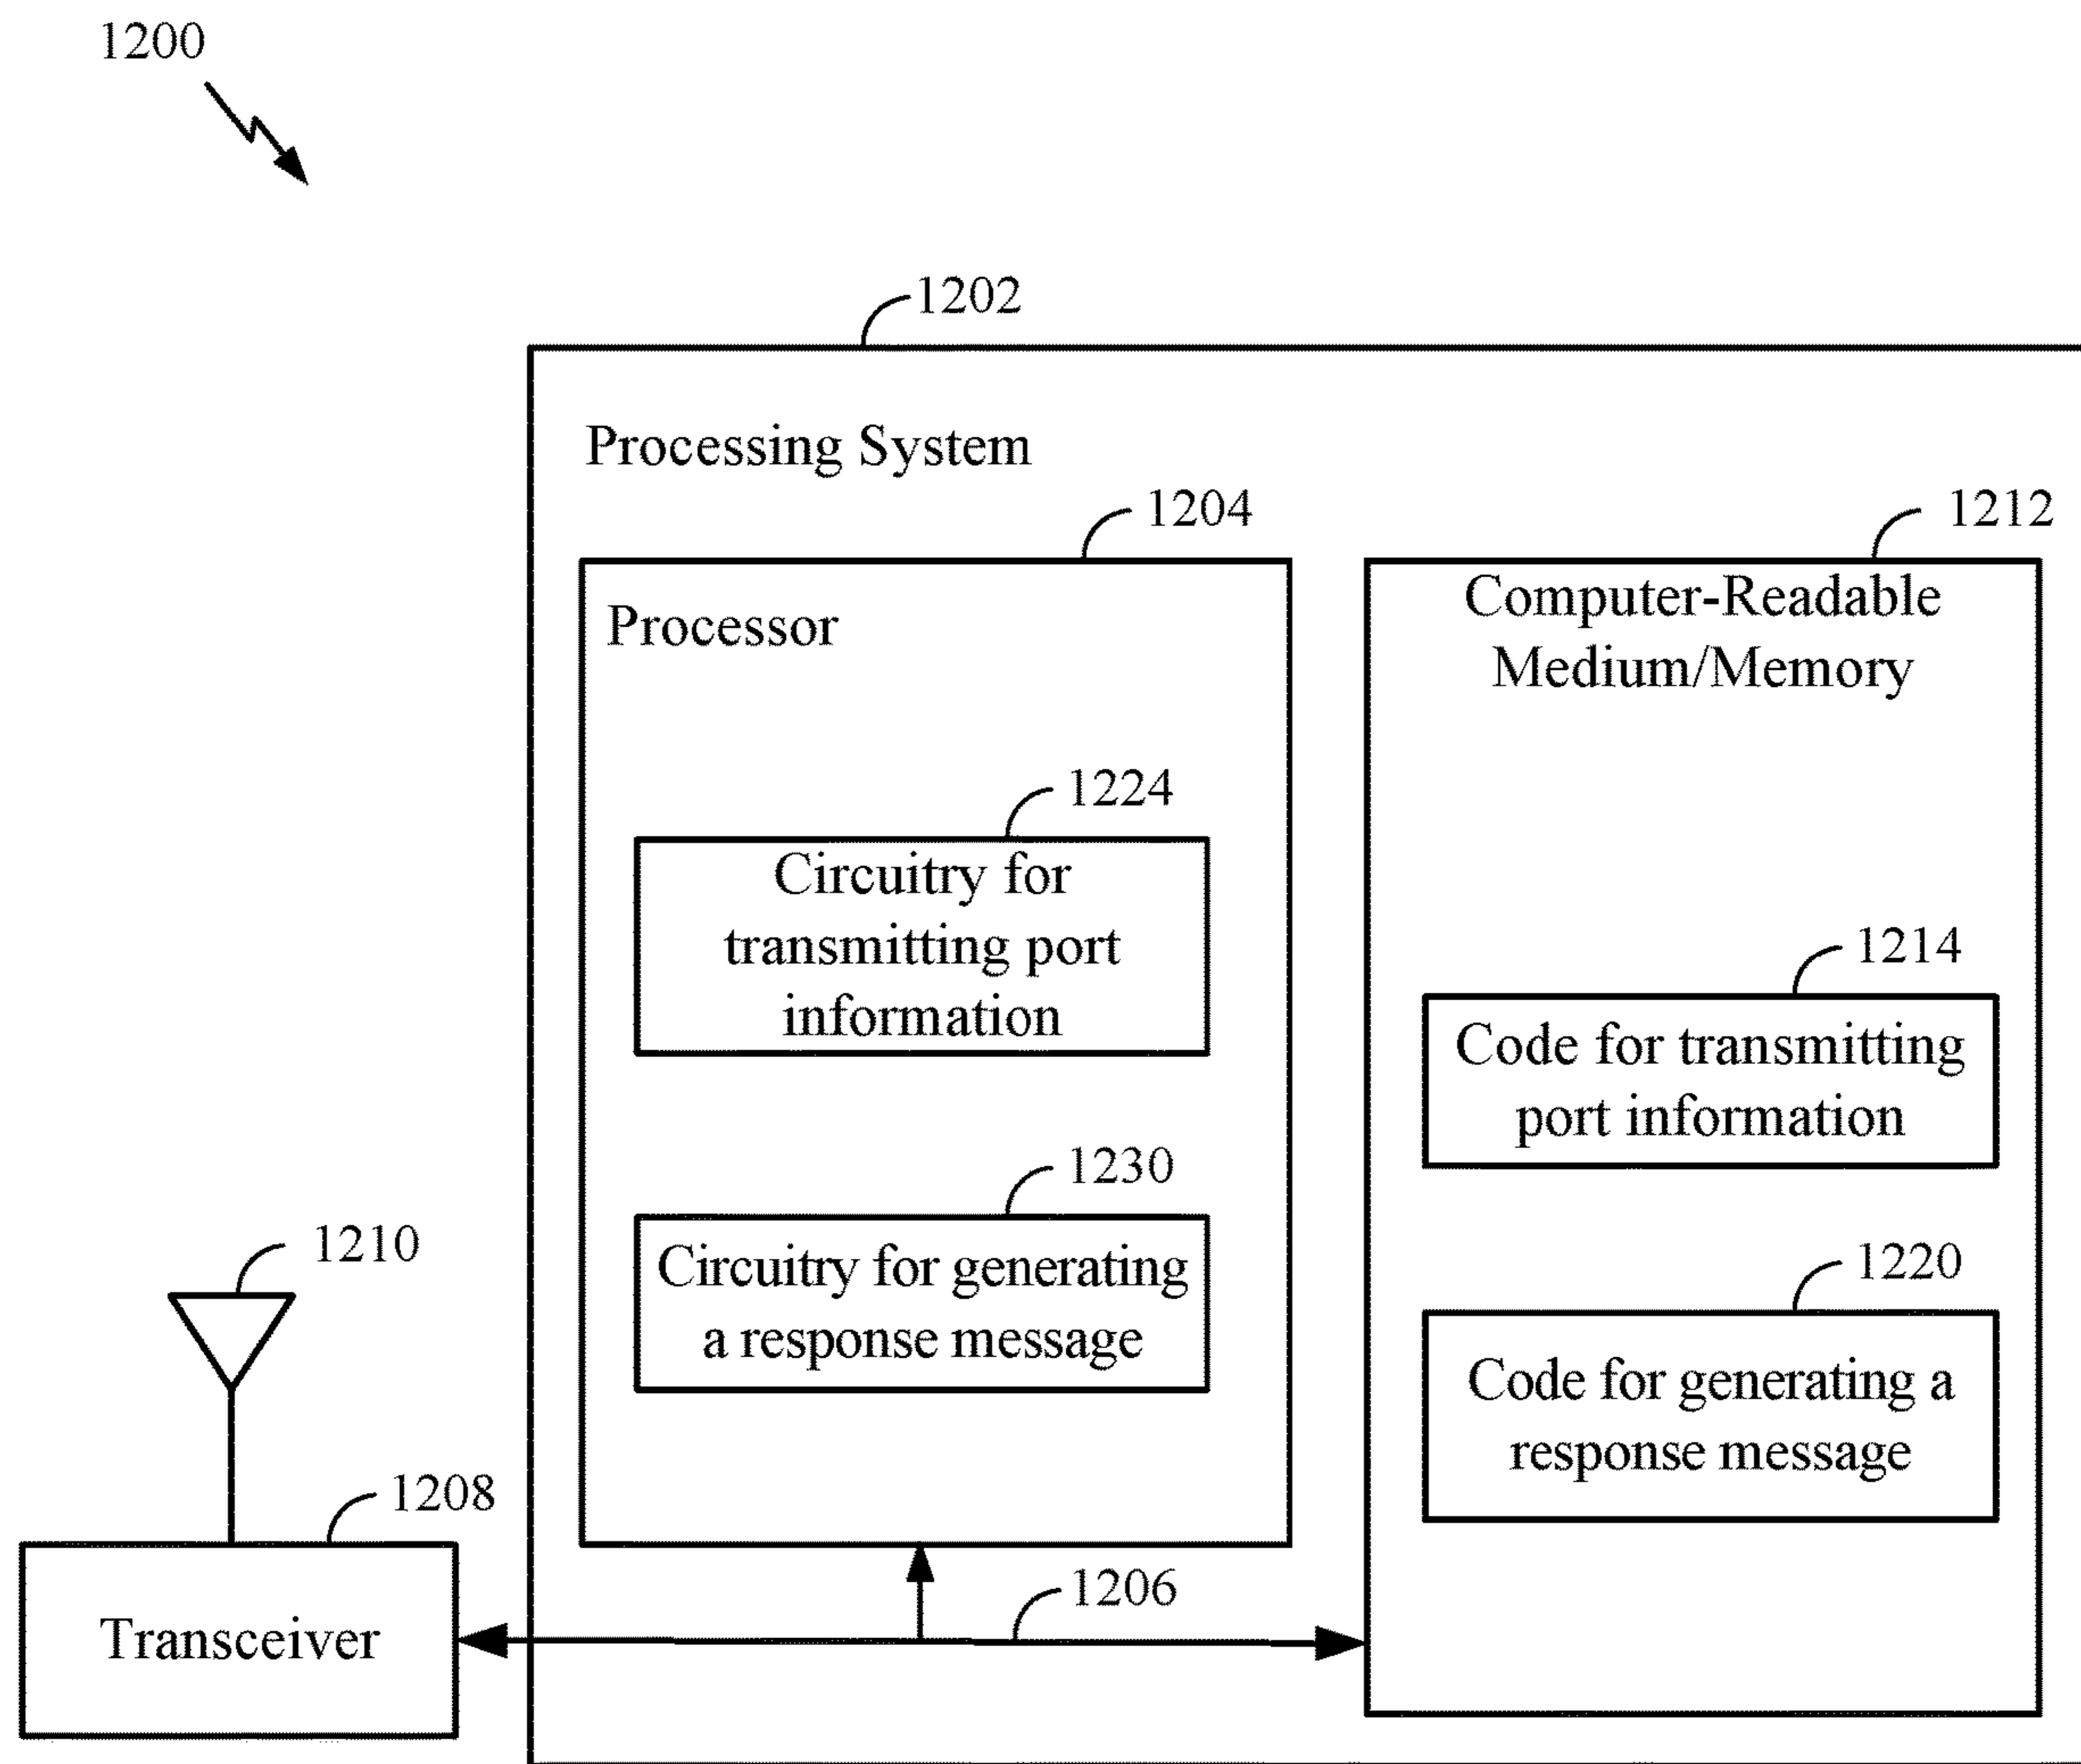 1200
1202
Processing System
1204
1212
Processor
Computer-Readable
Medium/Memory
1224
Circuitry for
transmitting port
information
1214
Code for transmitting
port information
1230
Circuitry for generating
a response message
1220
Code for generating a
response message
1210
1208
Transceiver
1206